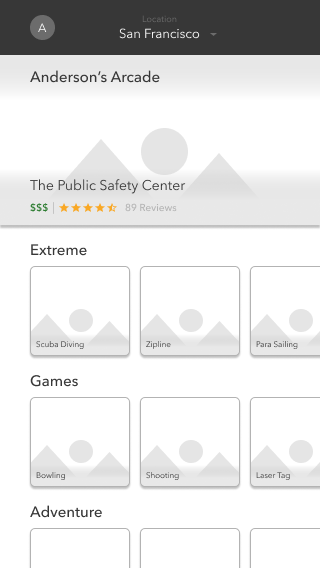 Location
A
San Francisco
Anderson's Arcade
The Public Safety Center
$$$ | 89 Reviews
Extreme
Scuba Diving
Zipline
Para Sailing
Games
Bowling
Shooting
Laser Tag
Adventure